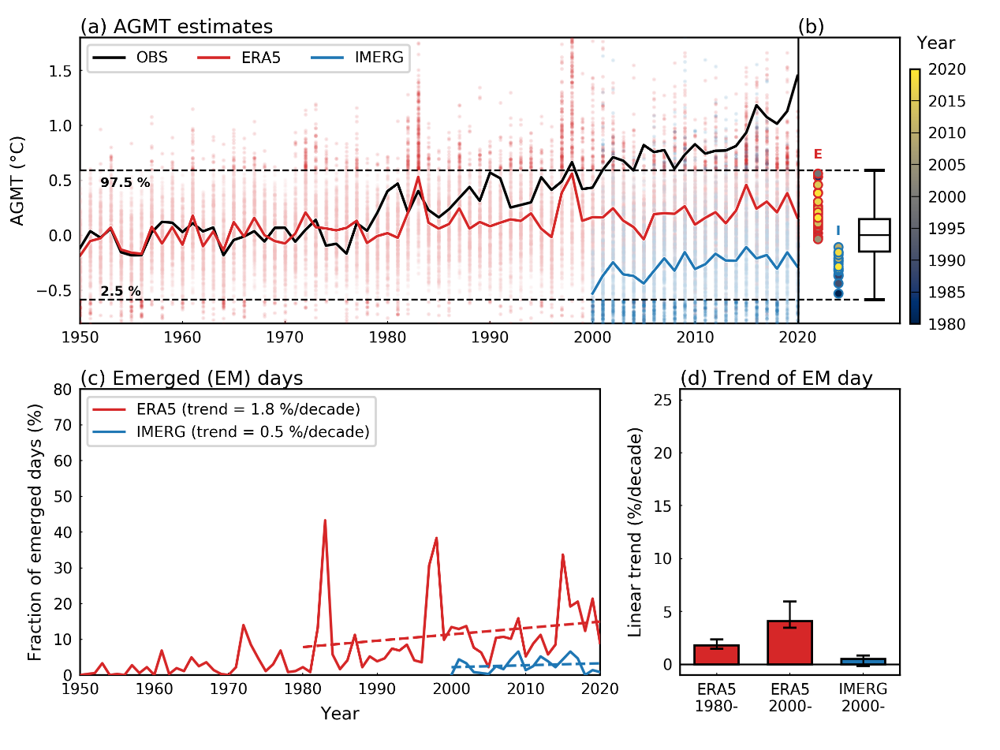 (a) AGMT estimates
(b)
OBS ERA5 IMERG
AGMT (°C)
1.5
1.0
0.5
0.0
−0.5
97.5 %
2.5 %
1950 1960 1970 1980 1990 2000 2010 2020
E
I
Year
2020
2015
2010
2005
2000
1995
1990
1985
1980
(c) Emerged (EM) days
ERA5 (trend = 1.8 %/decade)
IMERG (trend = 0.5 %/decade)
Fraction of emerged days (%)
80
70
60
50
40
30
20
10
0
1950 1960 1970 1980 1990 2000 2010 2020
Year
(d) Trend of EM day
Linear trend (%/decade)
25
20
15
10
5
0
ERA5 ERA5 IMERG
1980- 2000- 2000-